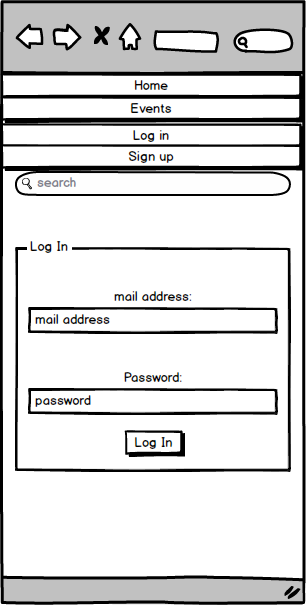 Home
Events
Log in
Sign up
search
Log In
mail address:
mail address
Password:
password
Log In